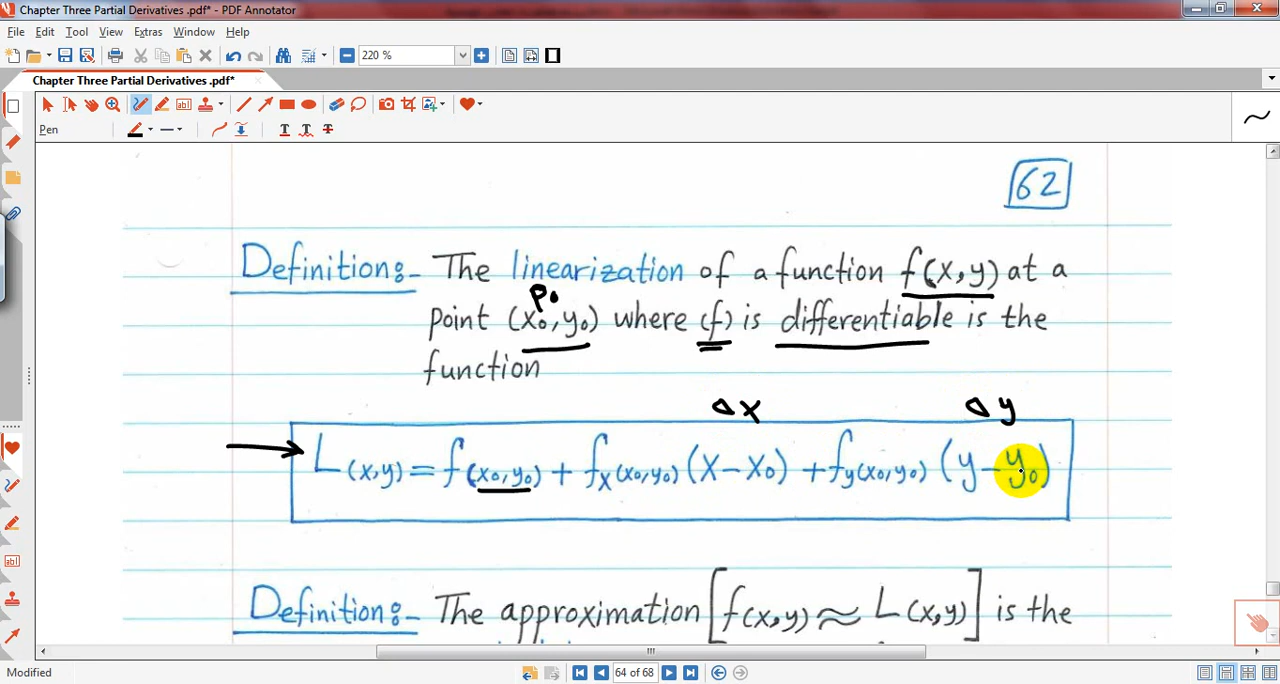 Chapter Three Partial Derivatives .pdf* - PDF Annotator
File Edit Tool View Extras Window Help
220 %
Chapter Three Partial Derivatives .pdf*
Pen
62
Definition:- The linearization of a function f(x,y) at a
P₀
point (x₀,y₀) where (f) is differentiable is the
function
Δx Δy
L(x,y) = f(x₀,y₀) + fx(x₀,y₀) (x-x₀) + fy(x₀,y₀) (y-y₀)
Definition:- The approximation [f(x,y) ≈ L(x,y)] is the
Modified
64 of 68